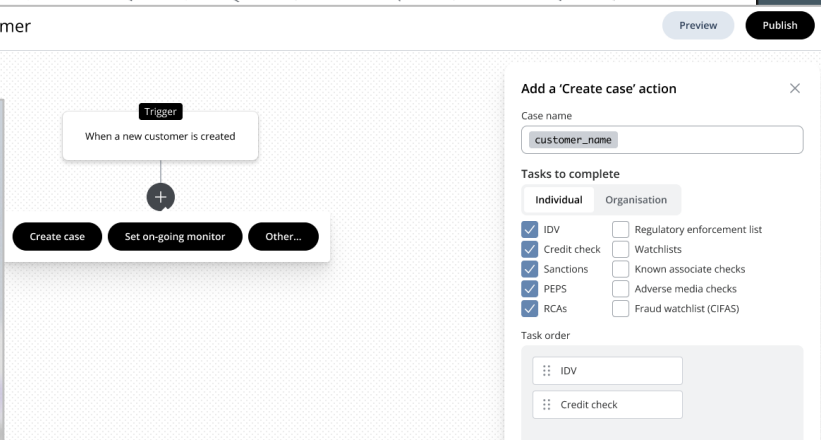 mer
Preview
Publish
Trigger
When a new customer is created
Create case
Set on-going monitor
Other...
Add a ‘Create case’ action
Case name
customer_name
Tasks to complete
Individual
Organisation
IDV
Regulatory enforcement list
Credit check
Watchlists
Sanctions
Known associate checks
PEPS
Adverse media checks
RCAs
Fraud watchlist (CIFAS)
Task order
IDV
Credit check